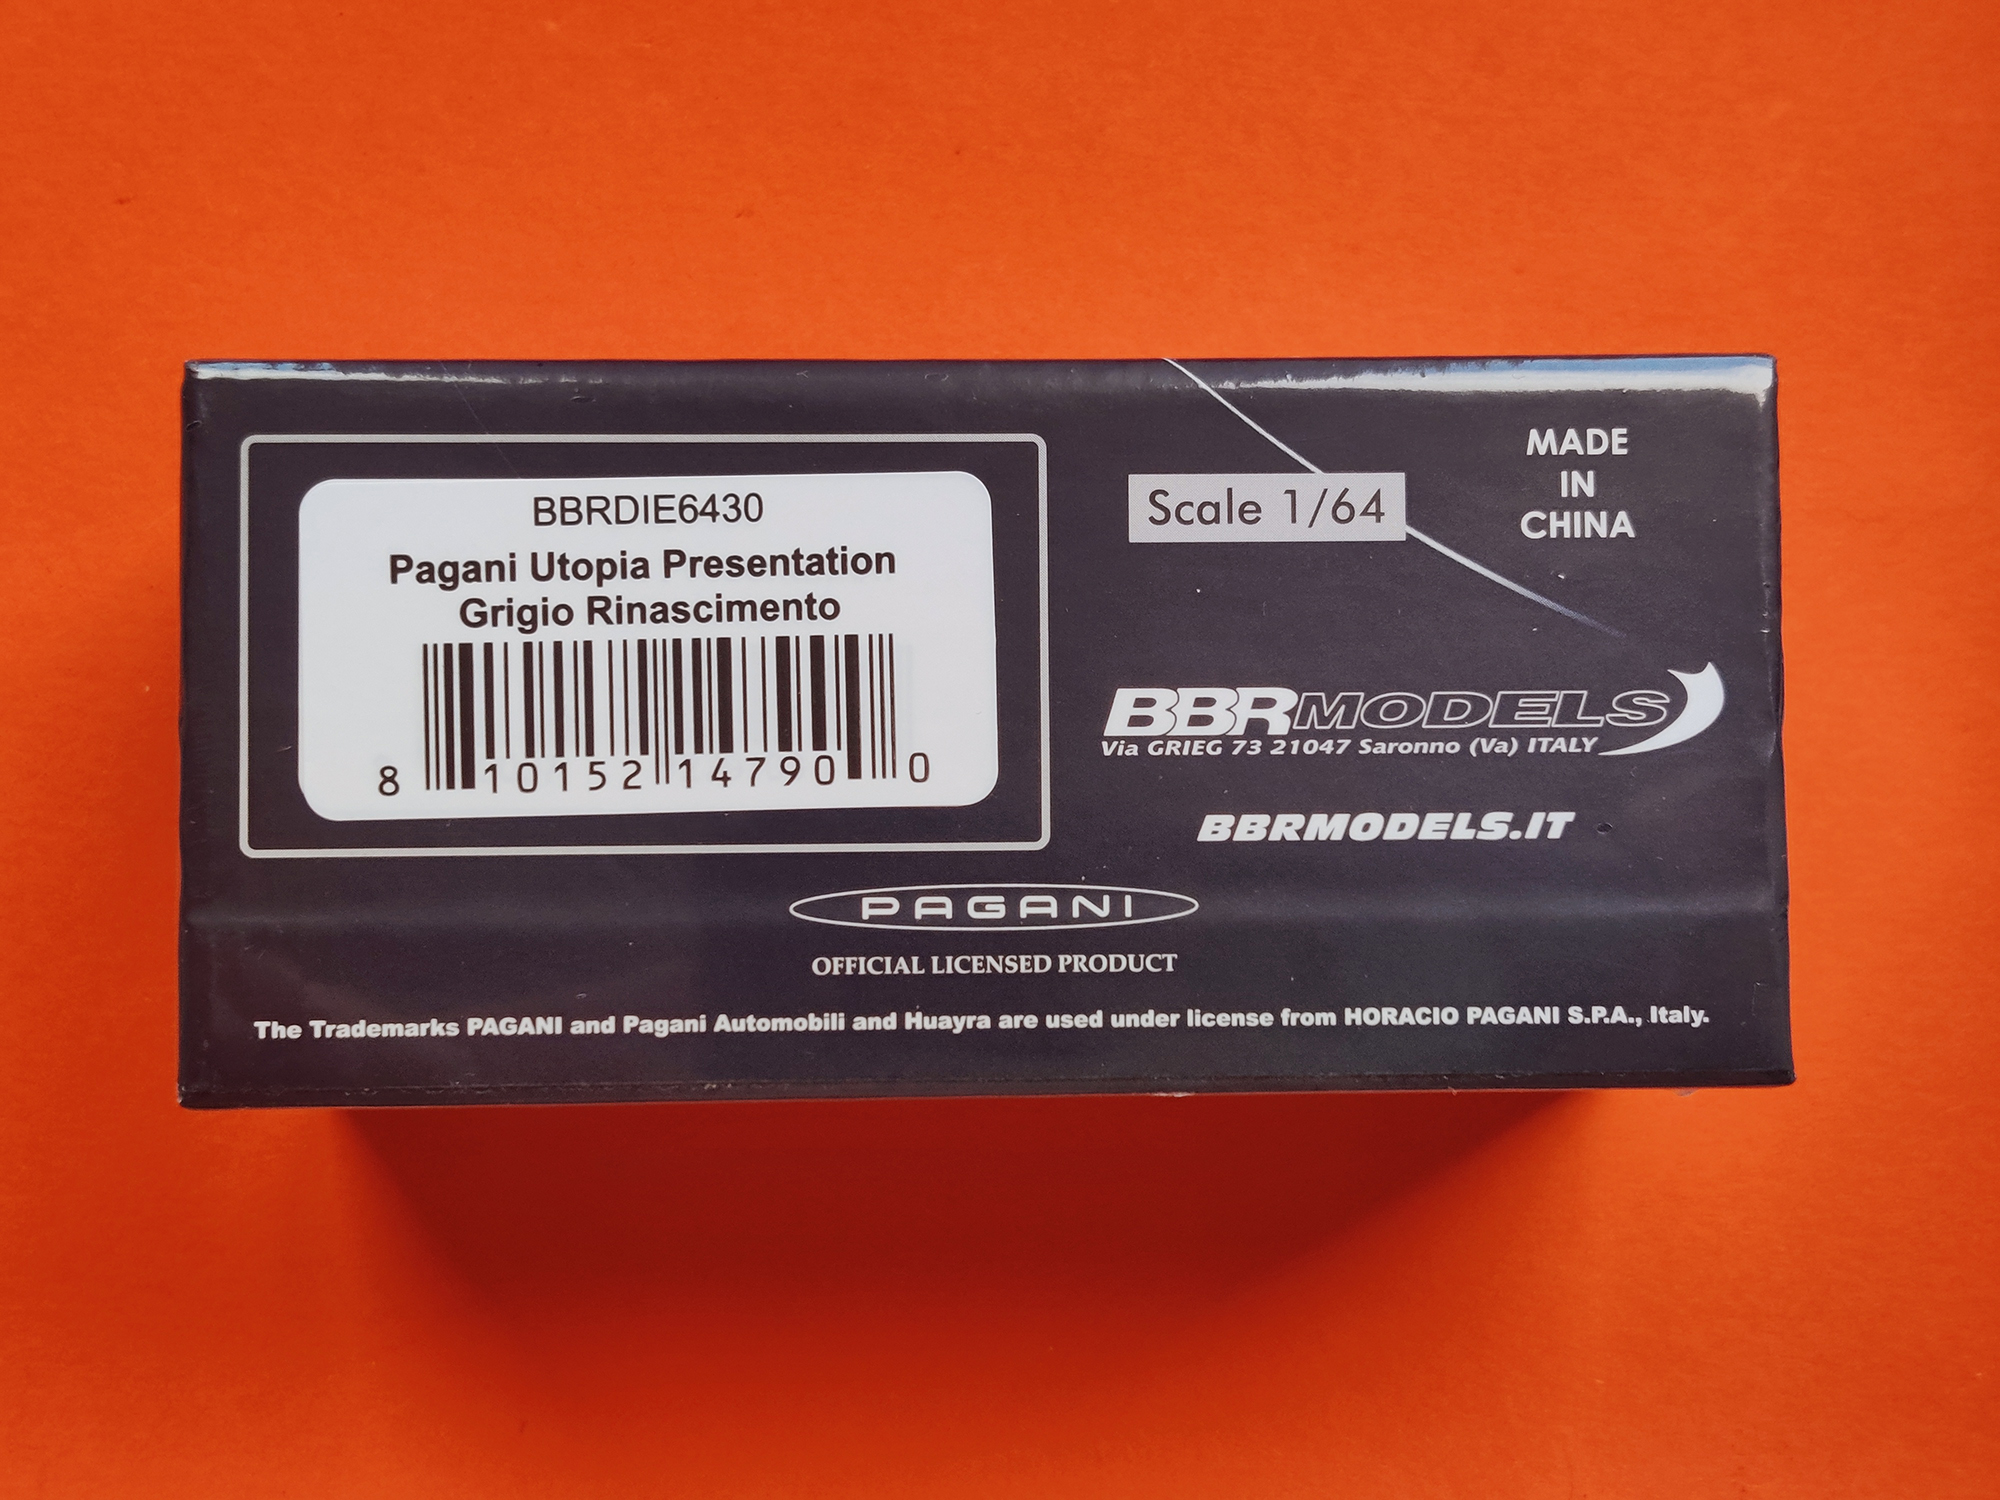 BBRDIE6430
Pagani Utopia Presentation
Grigio Rinascimento
8 10152 14790 0
Scale 1/64
MADE
IN
CHINA
BBRMODELS
Via GRIEG 73 21047 Saronno (Va) ITALY
BBRMODELS.IT
PAGANI
OFFICIAL LICENSED PRODUCT
The Trademarks PAGANI and Pagani Automobili and Huayra are used under license from HORACIO PAGANI S.P.A., Italy.